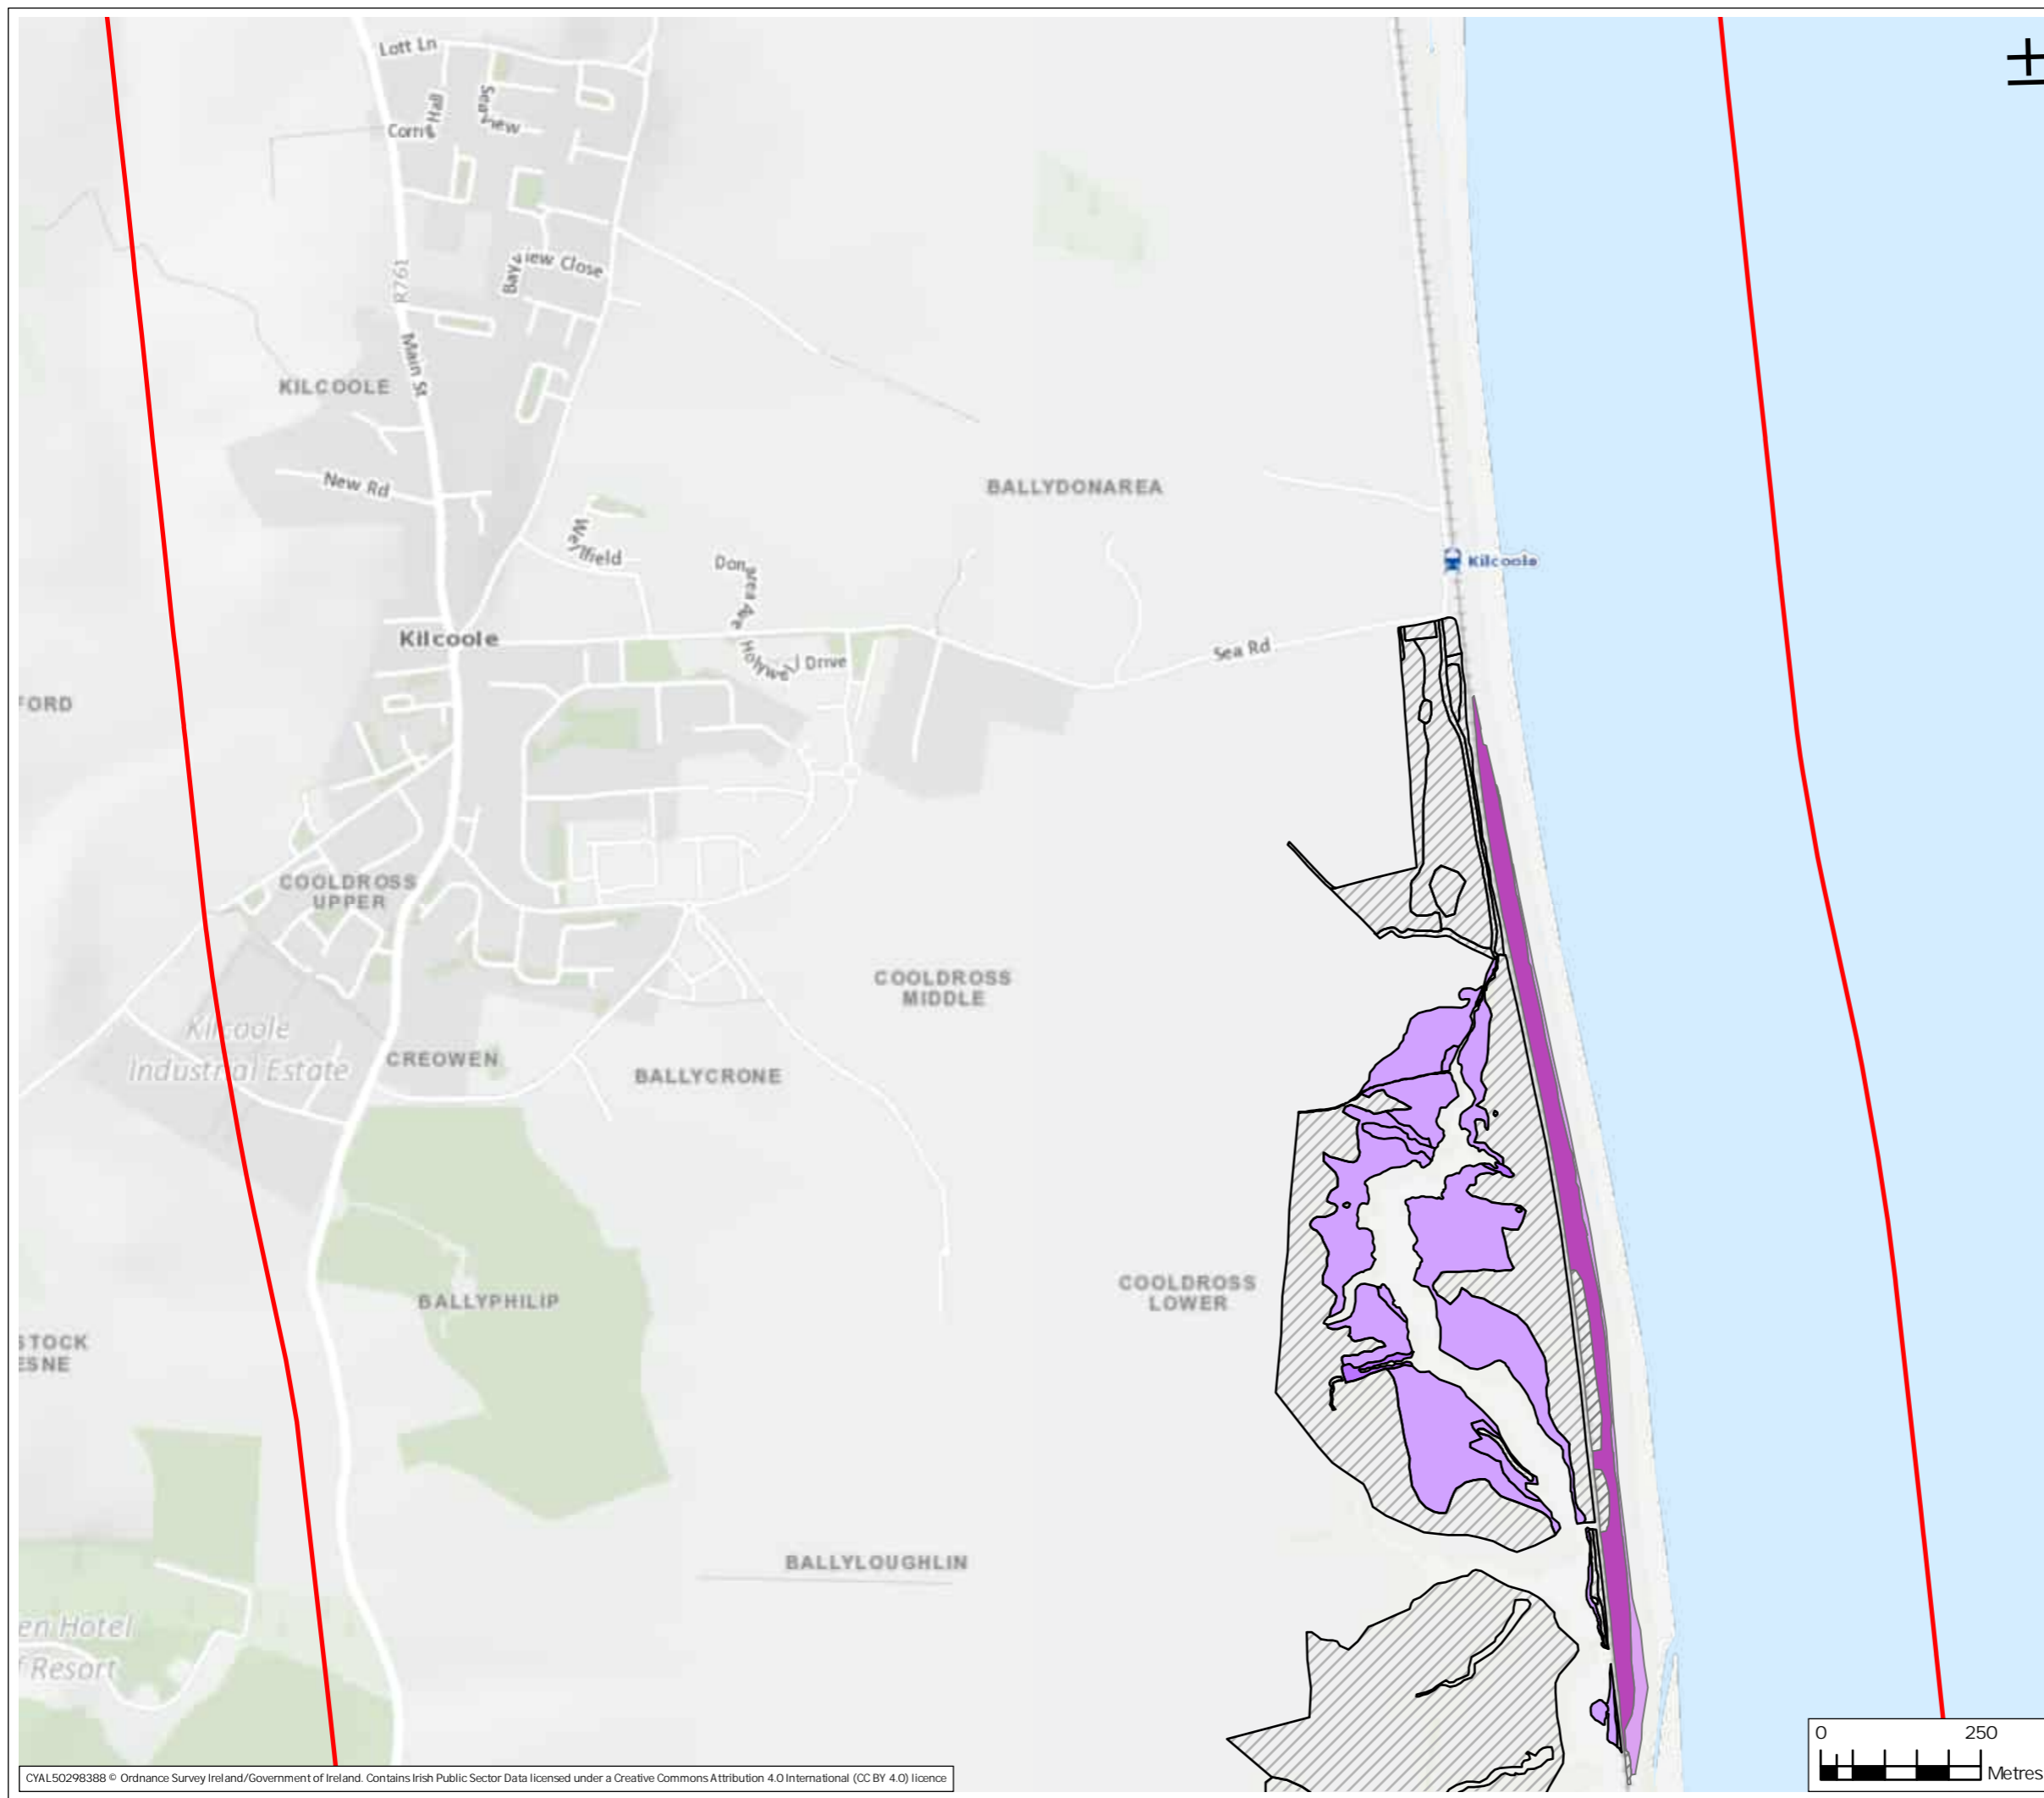 Lott Ln
Sea View
Corr's Hall
Bayview Close
R761
Main St
KILCOOLE
New Rd
BALLYDONAREA
Wellfield
Donarea Ave
Kilcoole
Kilcoole
Holywell Drive
Sea Rd
FORD
COOLDROSS
UPPER
COOLDROSS
MIDDLE
Kilcoole
Industrial Estate
CREOWEN
BALLYCRONE
COOLDROSS
LOWER
BALLYPHILIP
STOCK
ESNE
BALLYLOUGHLIN
en Hotel
f Resort
0 250
Metres
CYAL50298388 © Ordnance Survey Ireland/Government of Ireland. Contains Irish Public Sector Data licensed under a Creative Commons Attribution 4.0 International (CC BY 4.0) licence